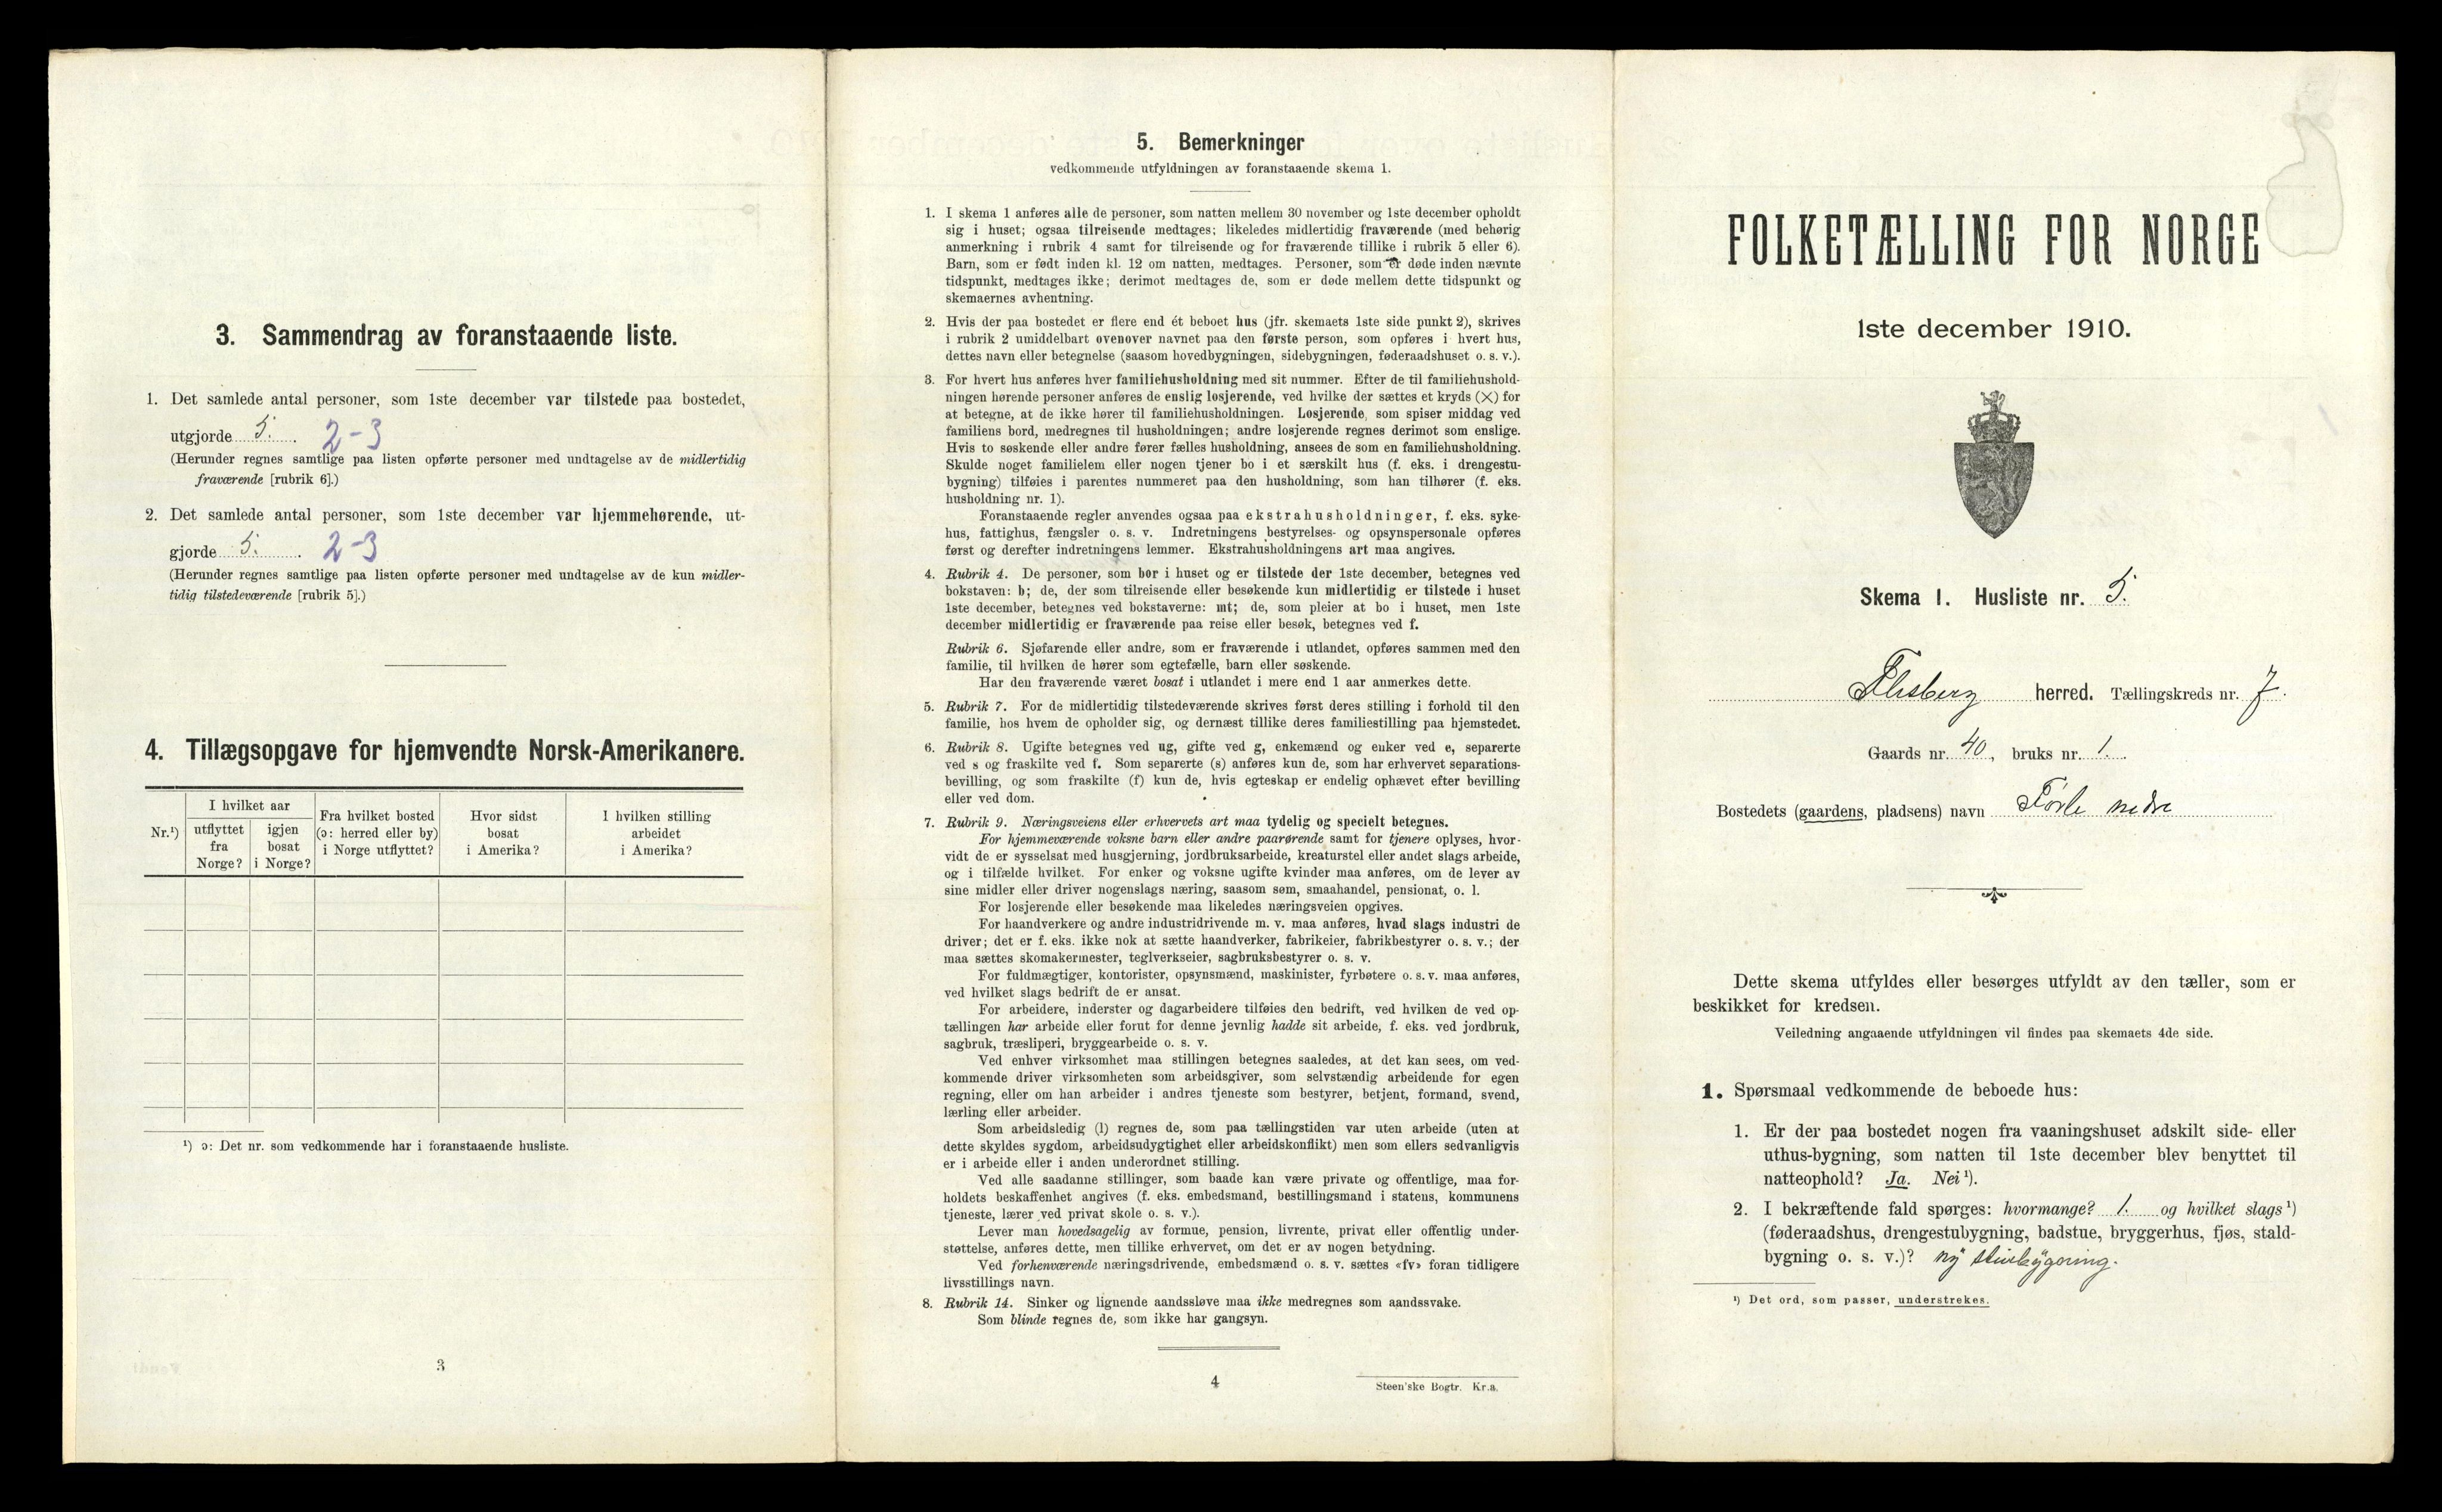 3. Sammendrag av foranstaaende liste.
1. Det samlede antal personer, som 1ste december var tilstede paa bostedet,
utgjorde 5. . 2-3
(Herunder regnes samtlige paa listen opførte personer med undtagelse av de midlertidig
fraværende [rubrik 6].)
2. Det samlede antal personer, som 1ste december var hjemmehørende, ut-
gjorde 5. . 2-3
(Herunder regnes samtlige paa listen opførte personer med undtagelse av de kun midler-
tidig tilstedeværende [rubrik 5].)
4. Tillægsopgave for hjemvendte Norsk-Amerikanere.
Nr.¹)
I hvilket aar
utflyttet fra Norge?
igjen bosat i Norge?
Fra hvilket bosted (ɔ: herred eller by) i Norge utflyttet?
Hvor sidst bosat i Amerika?
I hvilken stilling arbeidet i Amerika?
¹) ɔ: Det nr. som vedkommende har i foranstaaende husliste.
3
5. Bemerkninger
vedkommende utfyldningen av foranstaaende skema 1.
1. I skema 1 anføres alle de personer, som natten mellem 30 november og 1ste december opholdt
sig i huset; ogsaa tilreisende medtages; likeledes midlertidig fraværende (med behørig
anmerkning i rubrik 4 samt for tilreisende og for fraværende tillike i rubrik 5 eller 6).
Barn, som er født inden kl. 12 om natten, medtages. Personer, som er døde inden nævnte
tidspunkt, medtages ikke; derimot medtages de, som er døde mellem dette tidspunkt og
skemaernes avhentning.
2. Hvis der paa bostedet er flere end ét beboet hus (jfr. skemaets 1ste side punkt 2), skrives
i rubrik 2 umiddelbart ovenover navnet paa den første person, som opføres i hvert hus,
dettes navn eller betegnelse (saasom hovedbygningen, sidebygningen, føderaadshuset o. s. v.).
3. For hvert hus anføres hver familiehusholdning med sit nummer. Efter de til familiehushold-
ningen hørende personer anføres de enslig losjerende, ved hvilke der sættes et kryds (×) for
at betegne, at de ikke hører til familiehusholdningen. Losjerende, som spiser middag ved
familiens bord, medregnes til husholdningen; andre losjerende regnes derimot som enslige.
Hvis to søskende eller andre fører fælles husholdning, ansees de som en familiehusholdning.
Skulde noget familielem eller nogen tjener bo i et særskilt hus (f. eks. i drengestu-
bygning) tilføies i parentes nummeret paa den husholdning, som han tilhører (f. eks.
husholdning nr. 1).
Foranstaaende regler anvendes ogsaa paa ekstrahusholdninger, f. eks. syke-
hus, fattighus, fængsler o. s. v. Indretningens bestyrelses- og opsynspersonale opføres
først og derefter indretningens lemmer. Ekstrahusholdningens art maa angives.
4. Rubrik 4. De personer, som bor i huset og er tilstede der 1ste december, betegnes ved
bokstaven: b; de, der som tilreisende eller besøkende kun midlertidig er tilstede i huset
1ste december, betegnes ved bokstaverne: mt; de, som pleier at bo i huset, men 1ste
december midlertidig er fraværende paa reise eller besøk, betegnes ved f.
Rubrik 6. Sjøfarende eller andre, som er fraværende i utlandet, opføres sammen med den
familie, til hvilken de hører som egtefælle, barn eller søskende.
Har den fraværende været bosat i utlandet i mere end 1 aar anmerkes dette.
5. Rubrik 7. For de midlertidig tilstedeværende skrives først deres stilling i forhold til den
familie, hos hvem de opholder sig, og dernæst tillike deres familiestilling paa hjemstedet.
6. Rubrik 8. Ugifte betegnes ved ug, gifte ved g, enkemænd og enker ved e, separerte
ved s og fraskilte ved f. Som separerte (s) anføres kun de, som har erhvervet separations-
bevilling, og som fraskilte (f) kun de, hvis egteskap er endelig ophævet efter bevilling
eller ved dom.
7. Rubrik 9. Næringsveiens eller erhvervets art maa tydelig og specielt betegnes.
For hjemmeværende voksne barn eller andre paarørende samt for tjenere oplyses, hvor-
vidt de er sysselsat med husgjerning, jordbruksarbeide, kreaturstel eller andet slags arbeide,
og i tilfælde hvilket. For enker og voksne ugifte kvinder maa anføres, om de lever av
sine midler eller driver nogenslags næring, saasom søm, smaahandel, pensionat, o. l.
For losjerende eller besøkende maa likeledes næringsveien opgives.
For haandverkere og andre industridrivende m. v. maa anføres, hvad slags industri de
driver; det er f. eks. ikke nok at sætte haandverker, fabrikeier, fabrikbestyrer o. s. v.; der
maa sættes skomakermester, teglverkseier, sagbruksbestyrer o. s. v.
For fuldmægtiger, kontorister, opsynsmænd, maskinister, fyrbøtere o. s. v. maa anføres,
ved hvilket slags bedrift de er ansat.
For arbeidere, inderster og dagarbeidere tilføies den bedrift, ved hvilken de ved op-
tællingen har arbeide eller forut for denne jevnlig hadde sit arbeide, f. eks. ved jordbruk,
sagbruk, træsliperi, bryggearbeide o. s. v.
Ved enhver virksomhet maa stillingen betegnes saaledes, at det kan sees, om ved-
kommende driver virksomheten som arbeidsgiver, som selvstændig arbeidende for egen
regning, eller om han arbeider i andres tjeneste som bestyrer, betjent, formand, svend,
lærling eller arbeider.
Som arbeidsledig (l) regnes de, som paa tællingstiden var uten arbeide (uten at
dette skyldes sygdom, arbeidsudygtighet eller arbeidskonflikt) men som ellers sedvanligvis
er i arbeide eller i anden underordnet stilling.
Ved alle saadanne stillinger, som baade kan være private og offentlige, maa for-
holdets beskaffenhet angives (f. eks. embedsmand, bestillingsmand i statens, kommunens
tjeneste, lærer ved privat skole o. s. v.).
Lever man hovedsagelig av formue, pension, livrente, privat eller offentlig under-
støttelse, anføres dette, men tillike erhvervet, om det er av nogen betydning.
Ved forhenværende næringsdrivende, embedsmænd o. s. v. sættes «fv» foran tidligere
livsstillings navn.
8. Rubrik 14. Sinker og lignende aandssløve maa ikke medregnes som aandssvake.
Som blinde regnes de, som ikke har gangsyn.
4
Steen'ske Bogtr. Kr.a.
FOLKETÆLLING FOR NORGE
1ste december 1910.
Skema 1. Husliste nr. 5.
Flesberg herred. Tællingskreds nr. 7.
Gaards nr. 40, bruks nr. 1.
Bostedets (gaardens, pladsens) navn Førle nedre
Dette skema utfyldes eller besørges utfyldt av den tæller, som er
beskikket for kredsen.
Veiledning angaaende utfyldningen vil findes paa skemaets 4de side.
1. Spørsmaal vedkommende de beboede hus:
1. Er der paa bostedet nogen fra vaaningshuset adskilt side- eller
uthus-bygning, som natten til 1ste december blev benyttet til
natteophold? Ja. Nei ¹).
2. I bekræftende fald spørges: hvormange? 1. og hvilket slags ¹)
(føderaadshus, drengestubygning, badstue, bryggerhus, fjøs, stald-
bygning o. s. v.)? ny
¹) Det ord, som passer, understrekes.